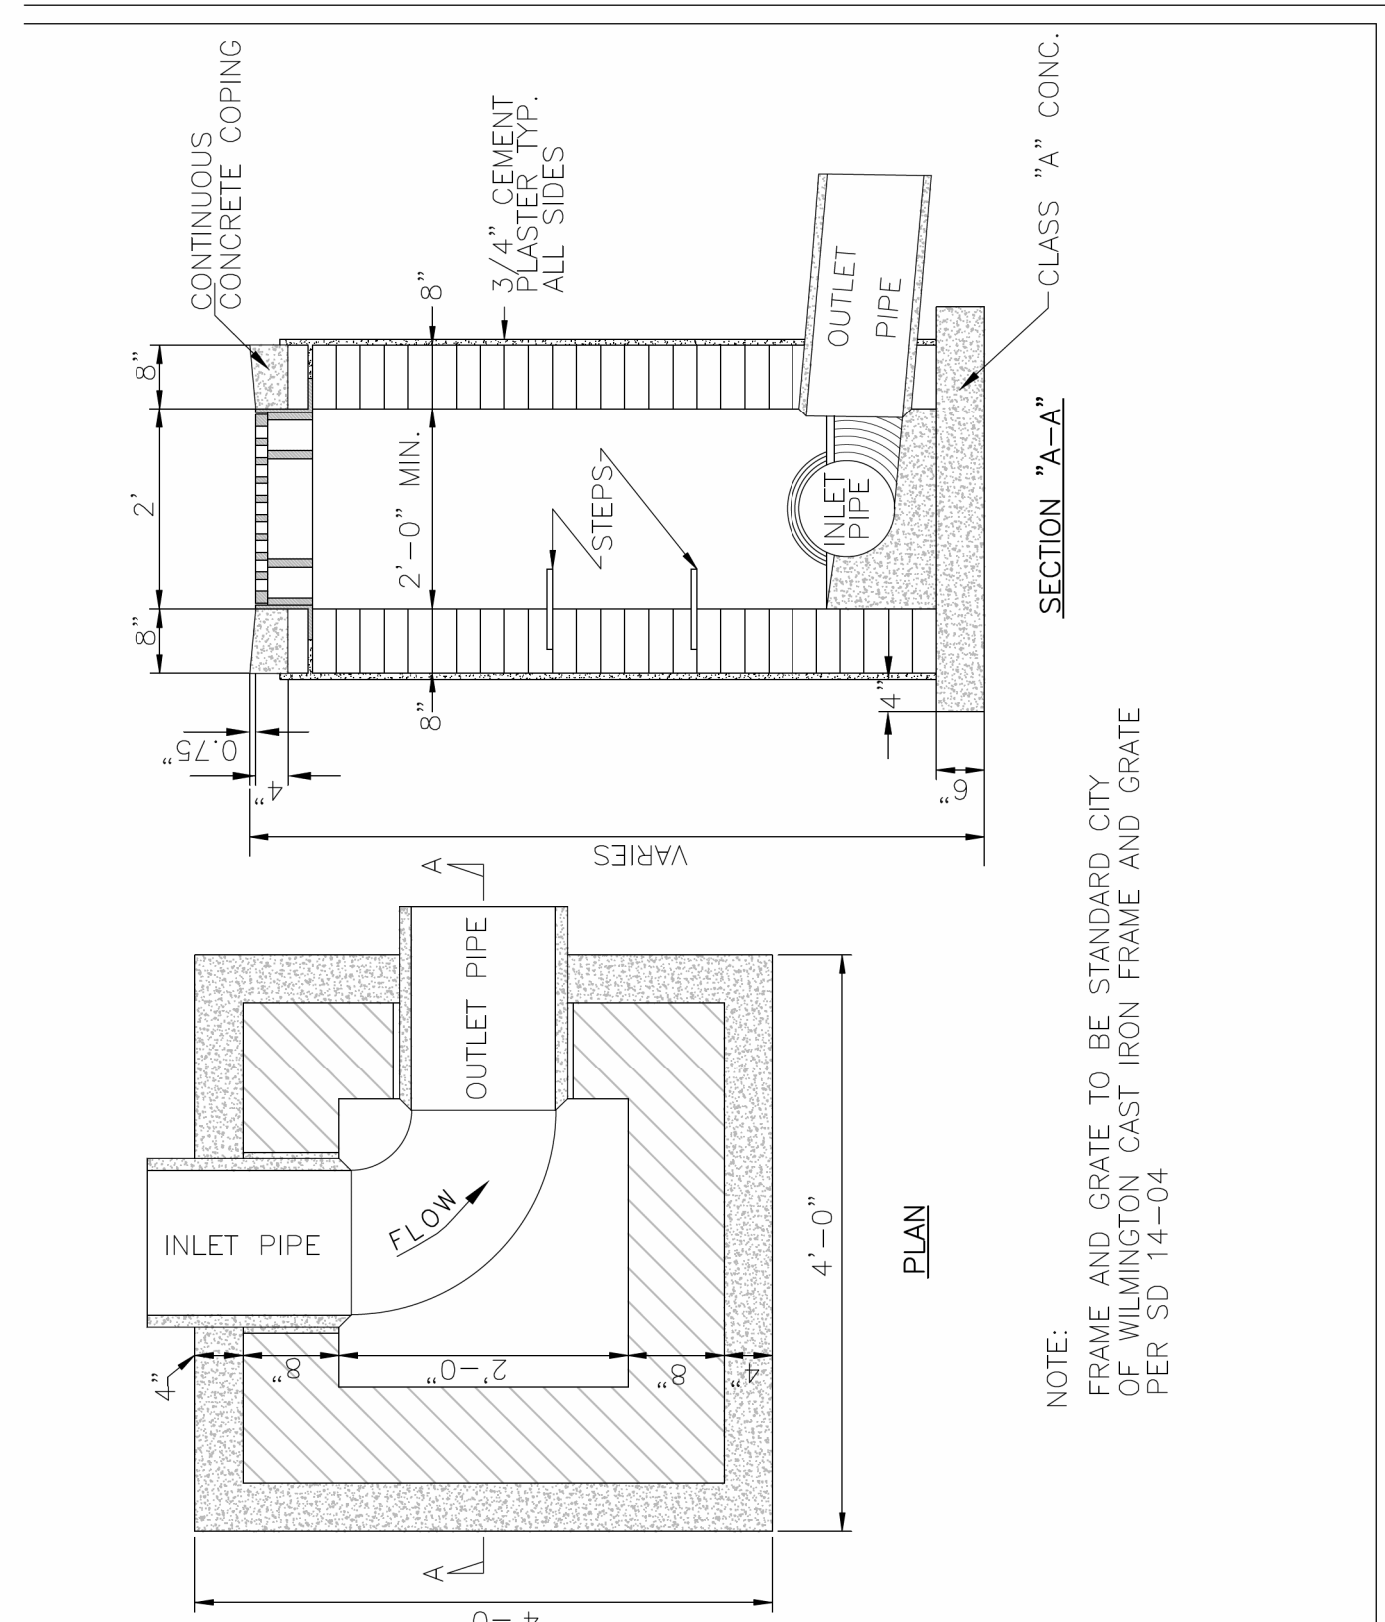 CONTINUOUS
CONCRETE COPING
3/4" CEMENT
PLASTER TYP.
ALL SIDES
8"
2'
8"
8"
2'-0" MIN.
8"
STEPS
INLET
PIPE
OUTLET
PIPE
CLASS "A" CONC.
0.75"
4"
VARIES
4"
6"
SECTION "A-A"
A
A
INLET PIPE
OUTLET PIPE
FLOW
4"
8"
2'-0"
8"
4"
4'-0"
PLAN
NOTE:
FRAME AND GRATE TO BE STANDARD CITY
OF WILMINGTON CAST IRON FRAME AND GRATE
PER SD 14-04